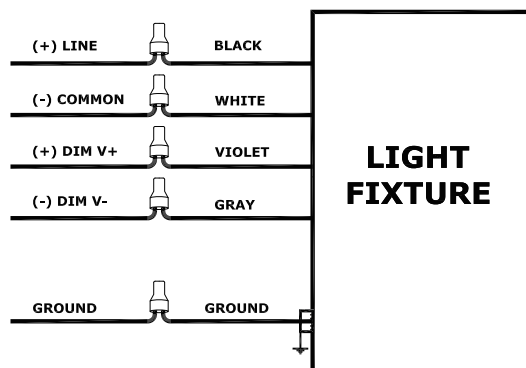 (+) LINE BLACK
(-) COMMON WHITE
(+) DIM V+ VIOLET
(-) DIM V- GRAY
GROUND GROUND
LIGHT
FIXTURE